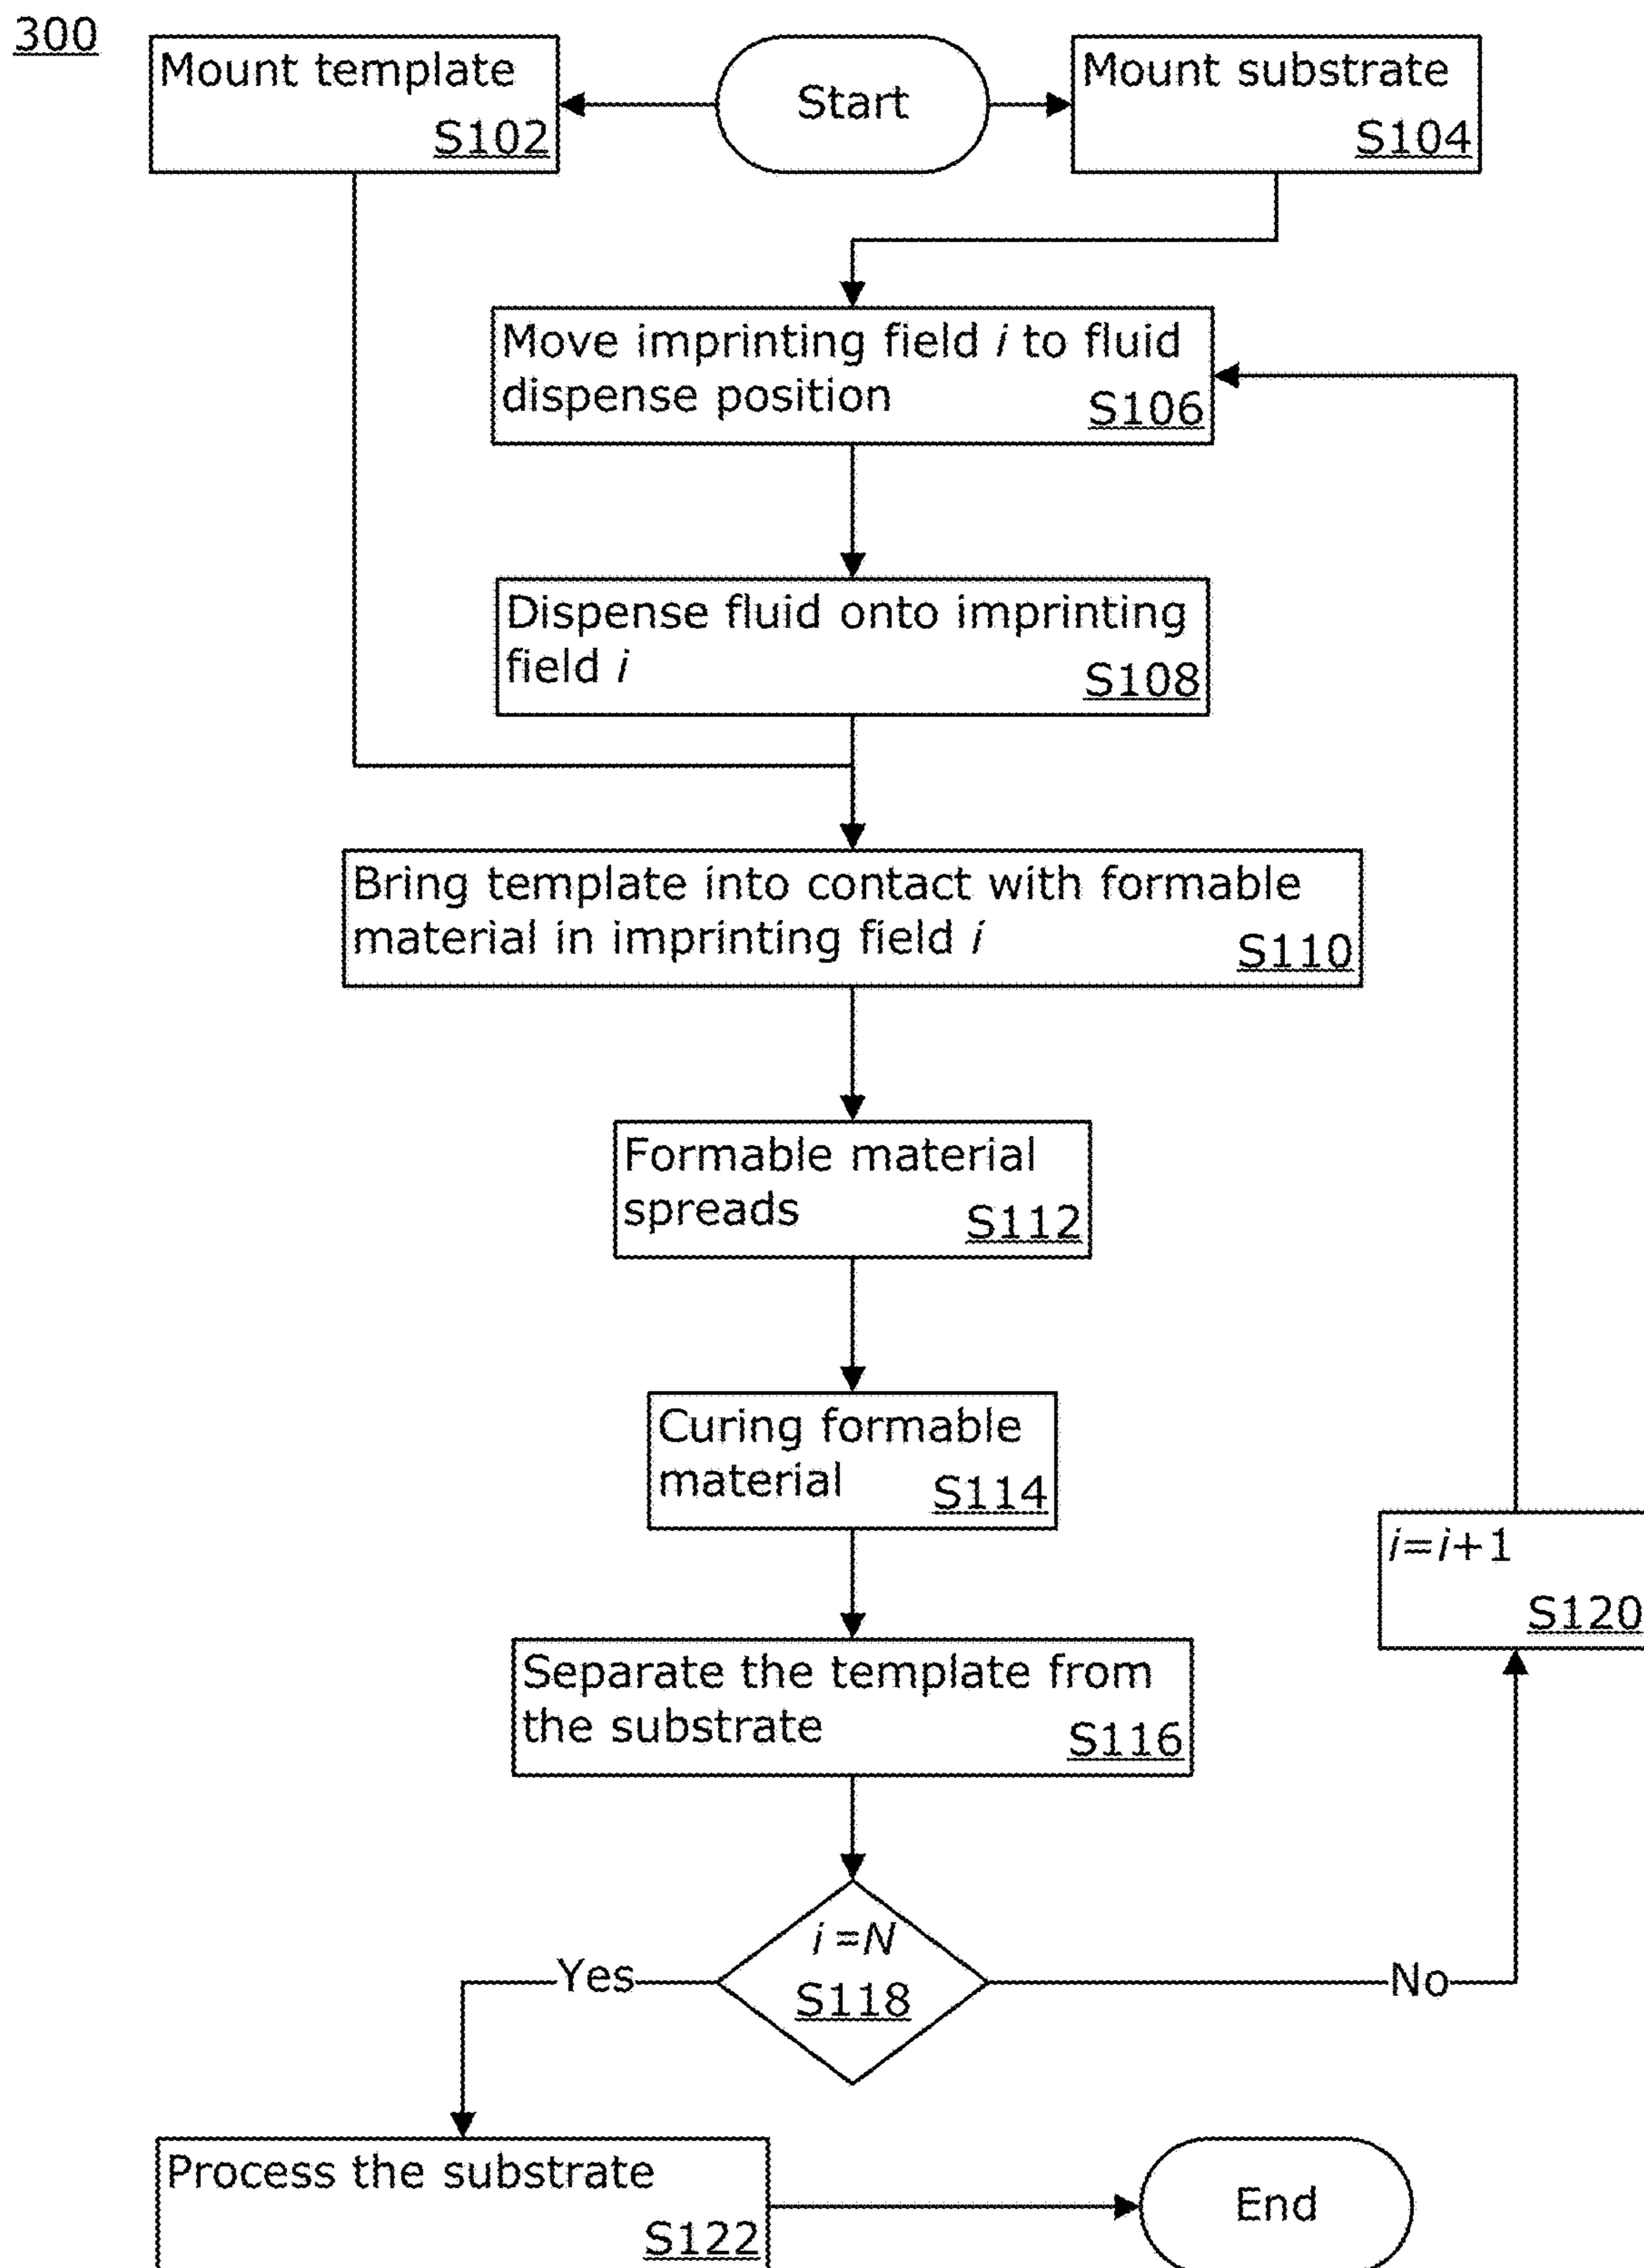 300
Mount template
S102
Start
Mount substrate
S104
Move imprinting field i to fluid
dispense position
S106
Dispense fluid onto imprinting
field i
S108
Bring template into contact with formable
material in imprinting field i
S110
Formable material
spreads
S112
Curing formable
material
S114
i=i+1
S120
Separate the template from
the substrate
S116
i =N
S118
Yes
No
Process the substrate
S122
End